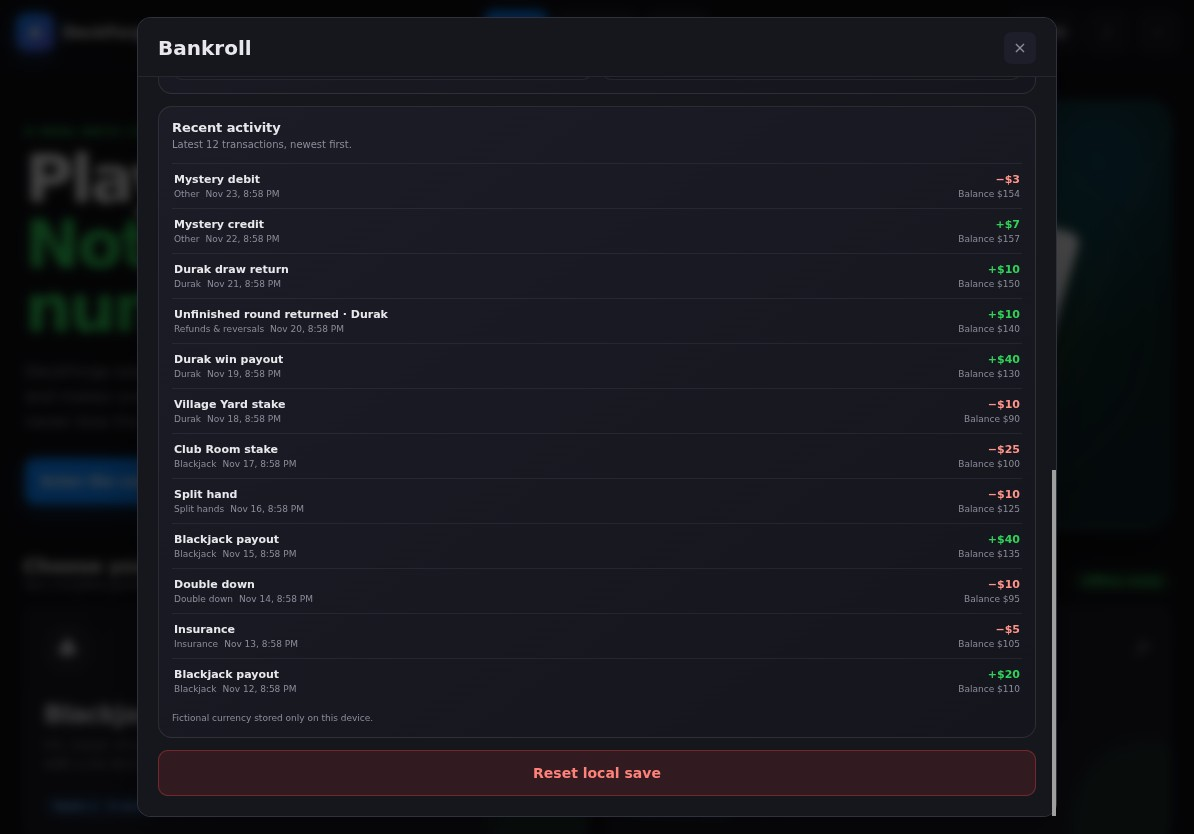 Bankroll
×
Recent activity
Latest 12 transactions, newest first.
Mystery debit
−$3
Other Nov 23, 8:58 PM
Balance $154
Mystery credit
+$7
Other Nov 22, 8:58 PM
Balance $157
Durak draw return
+$10
Durak Nov 21, 8:58 PM
Balance $150
Unfinished round returned · Durak
+$10
Refunds & reversals Nov 20, 8:58 PM
Balance $140
Durak win payout
+$40
Durak Nov 19, 8:58 PM
Balance $130
Village Yard stake
−$10
Durak Nov 18, 8:58 PM
Balance $90
Club Room stake
−$25
Blackjack Nov 17, 8:58 PM
Balance $100
Split hand
−$10
Split hands Nov 16, 8:58 PM
Balance $125
Blackjack payout
+$40
Blackjack Nov 15, 8:58 PM
Balance $135
Double down
−$10
Double down Nov 14, 8:58 PM
Balance $95
Insurance
−$5
Insurance Nov 13, 8:58 PM
Balance $105
Blackjack payout
+$20
Blackjack Nov 12, 8:58 PM
Balance $110
Fictional currency stored only on this device.
Reset local save